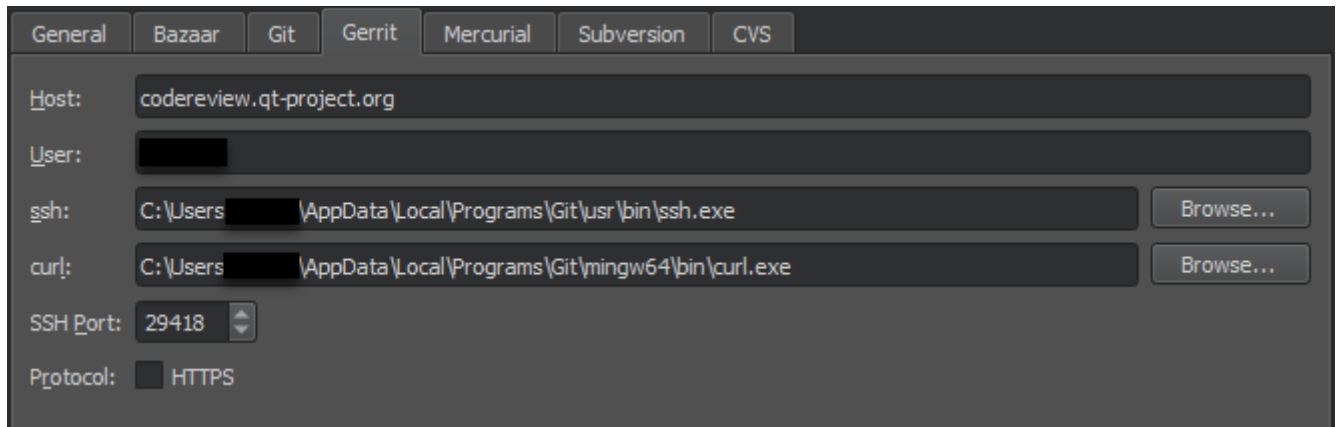 General Bazaar Git Gerrit Mercurial Subversion CVS
Host: codereview.qt-project.org
User:
ssh: C:\Users \AppData\Local\Programs\Git\usr\bin\ssh.exe Browse...
curl: C:\Users \AppData\Local\Programs\Git\mingw64\bin\curl.exe Browse...
SSH Port: 29418
Protocol: HTTPS